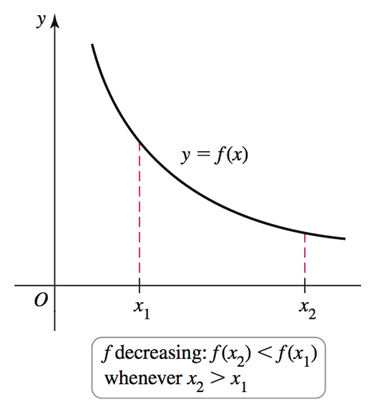 y
y = f(x)
O
x₁
x₂
f decreasing: f(x₂) < f(x₁)
whenever x₂ > x₁